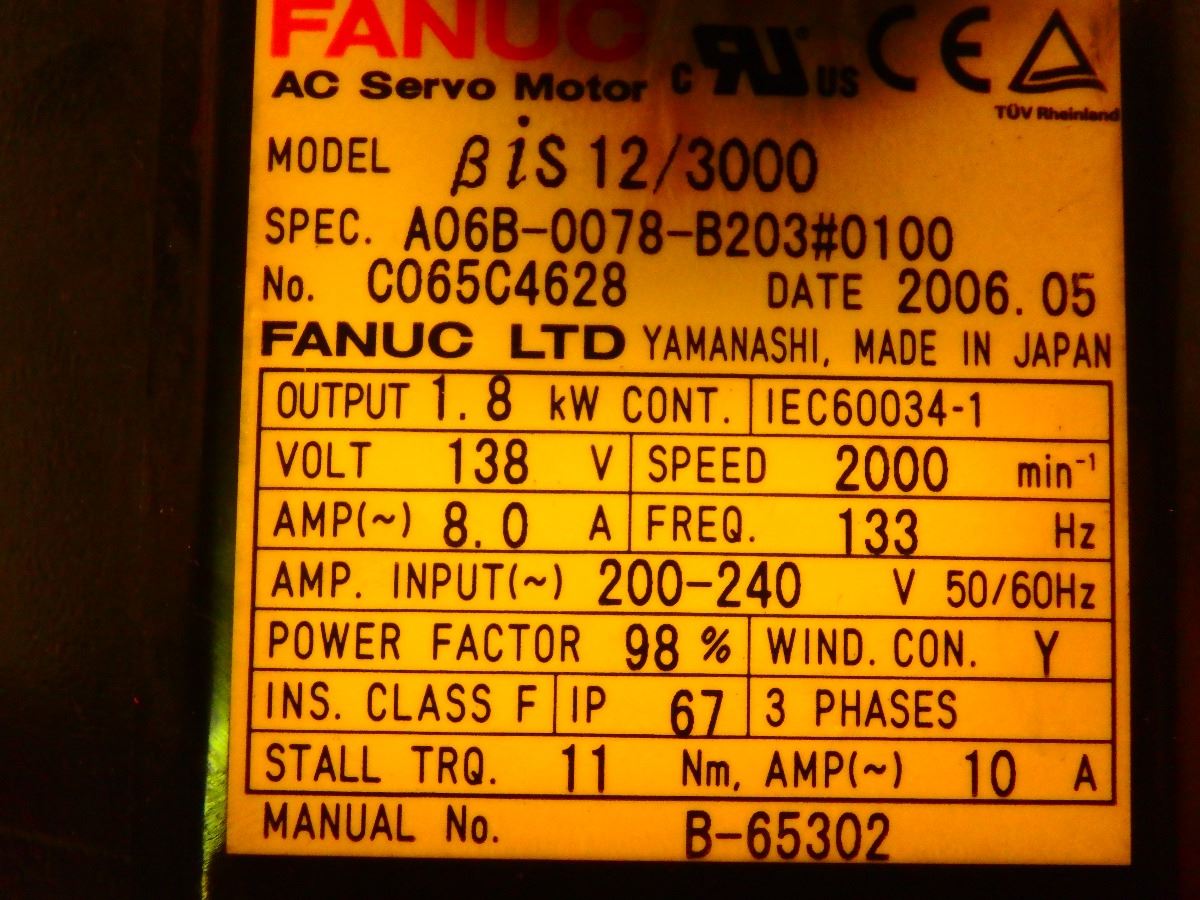 FANUC
AC Servo Motor c RU US CE TÜV Rheinland
MODEL βiS 12/3000
SPEC. A06B-0078-B203#0100
No. C065C4628 DATE 2006.05
FANUC LTD YAMANASHI, MADE IN JAPAN
OUTPUT 1.8 kW CONT. IEC60034-1
VOLT 138 V SPEED 2000 min⁻¹
AMP(~) 8.0 A FREQ. 133 Hz
AMP. INPUT(~) 200-240 V 50/60Hz
POWER FACTOR 98 % WIND. CON. Y
INS. CLASS F IP 67 3 PHASES
STALL TRQ. 11 Nm, AMP(~) 10 A
MANUAL No. B-65302